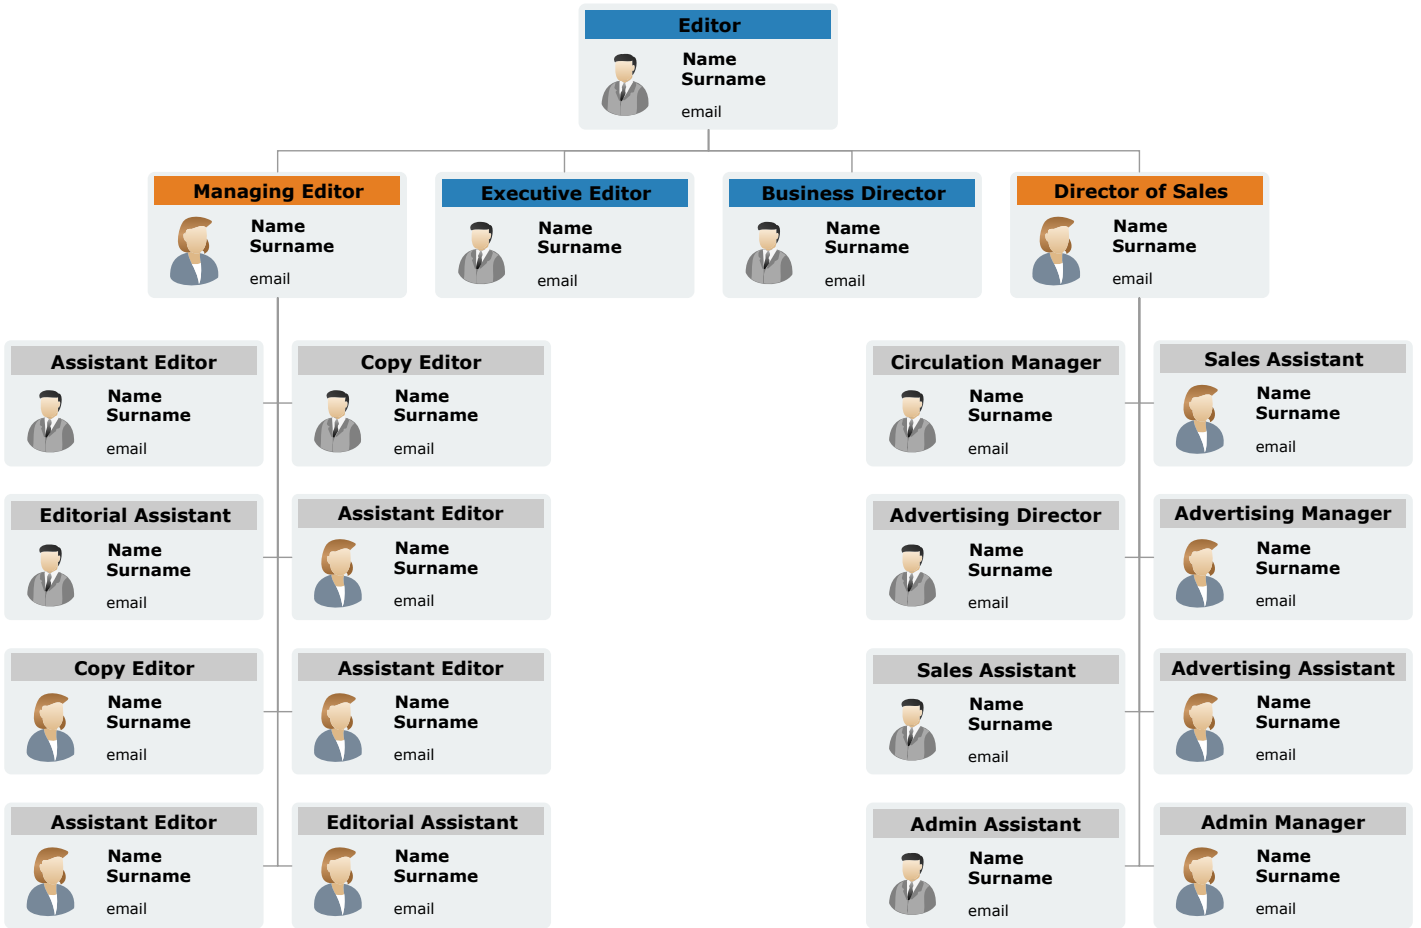 Editor
Name
Surname
email
Managing Editor
Name
Surname
email
Executive Editor
Name
Surname
email
Business Director
Name
Surname
email
Director of Sales
Name
Surname
email
Assistant Editor
Name
Surname
email
Copy Editor
Name
Surname
email
Circulation Manager
Name
Surname
email
Sales Assistant
Name
Surname
email
Editorial Assistant
Name
Surname
email
Assistant Editor
Name
Surname
email
Advertising Director
Name
Surname
email
Advertising Manager
Name
Surname
email
Copy Editor
Name
Surname
email
Assistant Editor
Name
Surname
email
Sales Assistant
Name
Surname
email
Advertising Assistant
Name
Surname
email
Assistant Editor
Name
Surname
email
Editorial Assistant
Name
Surname
email
Admin Assistant
Name
Surname
email
Admin Manager
Name
Surname
email